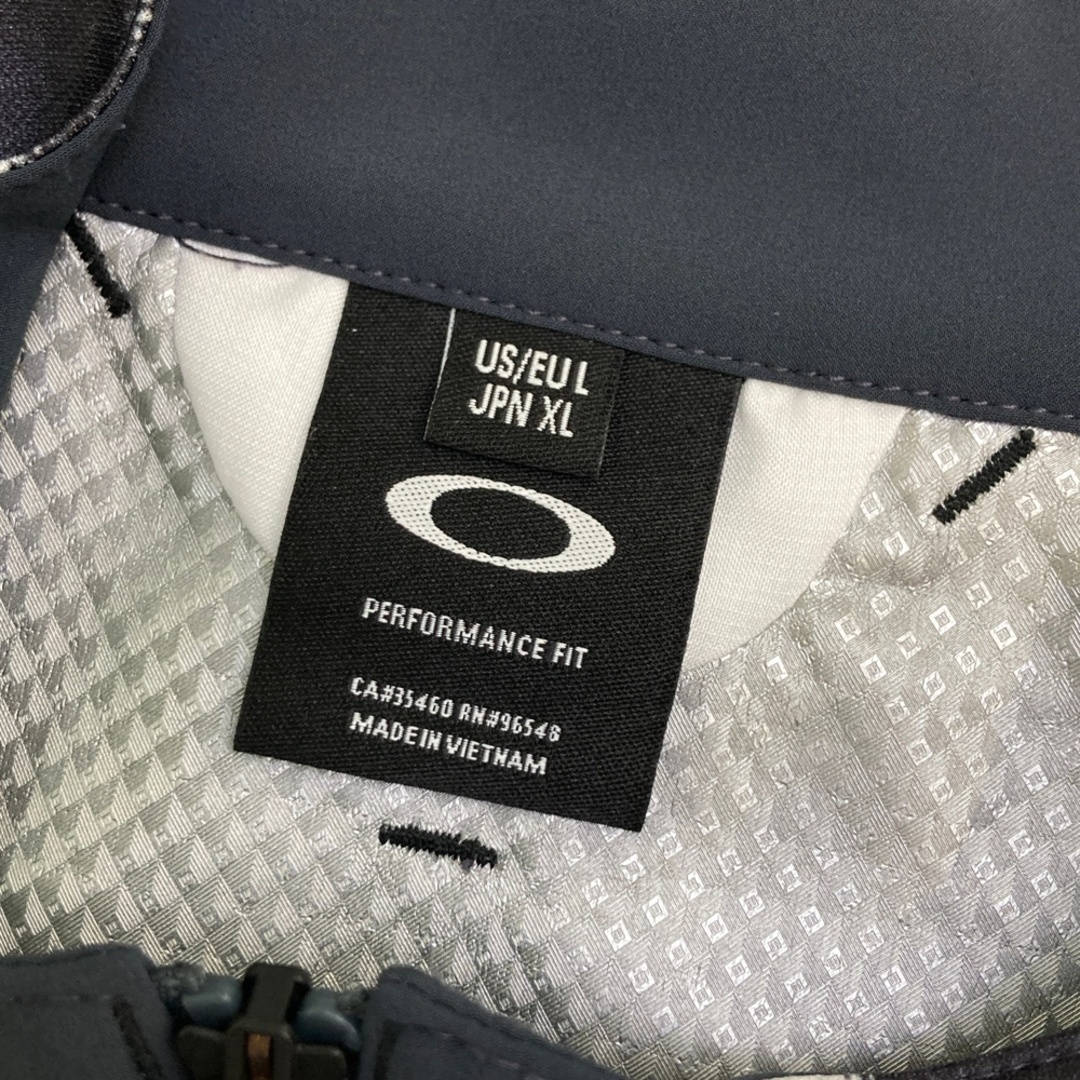 US/EU L
JPN XL
PERFORMANCE FIT
CA#35460 RN#96548
MADE IN VIETNAM